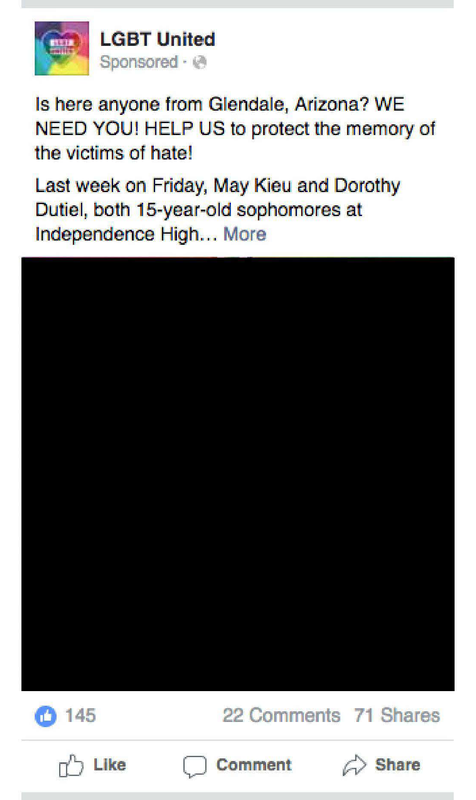 LGBT United
Sponsored ·
Is here anyone from Glendale, Arizona? WE
NEED YOU! HELP US to protect the memory of
the victims of hate!
Last week on Friday, May Kieu and Dorothy
Dutiel, both 15-year-old sophomores at
Independence High… More
145
22 Comments 71 Shares
Like Comment Share